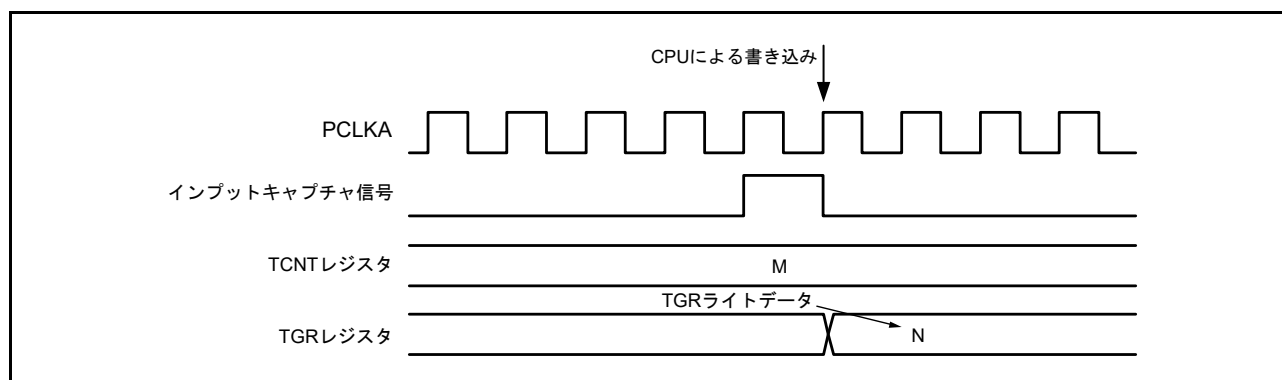 CPUによる書き込み
PCLKA
インプットキャプチャ信号
TCNTレジスタ
M
TGRライトデータ
TGRレジスタ
N